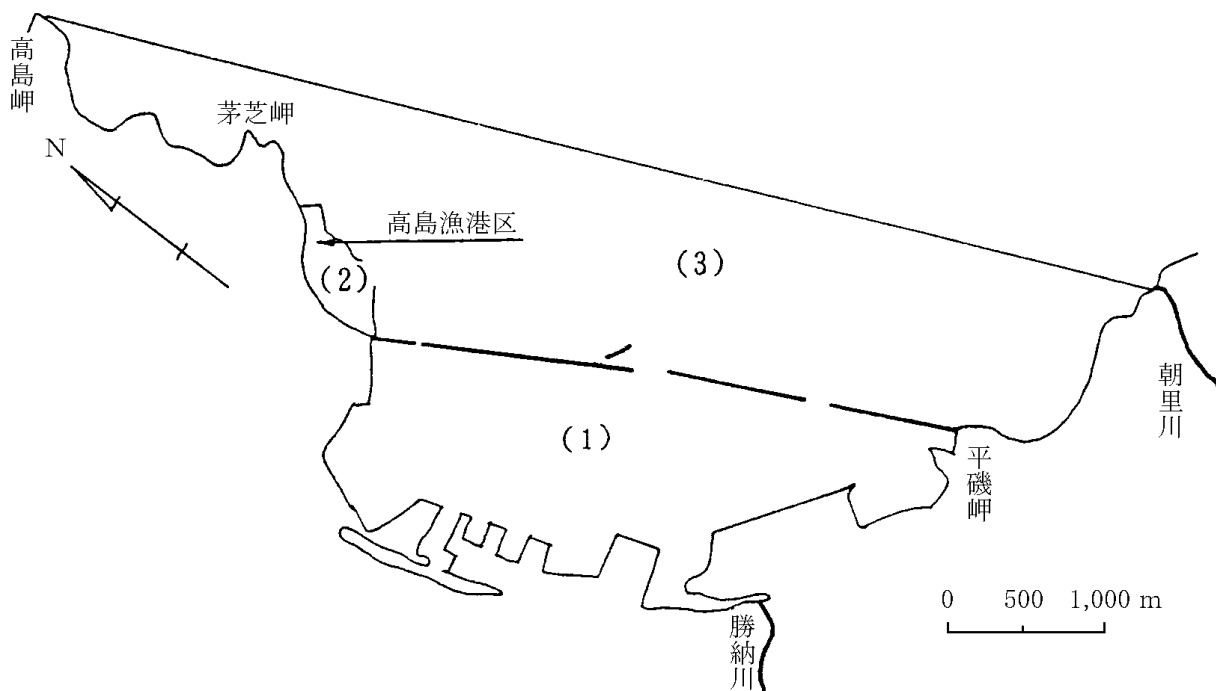 高島岬
茅芝岬
N
高島漁港区
(2)
(3)
(1)
朝里川
平磯岬
勝納川
0 500 1,000 m